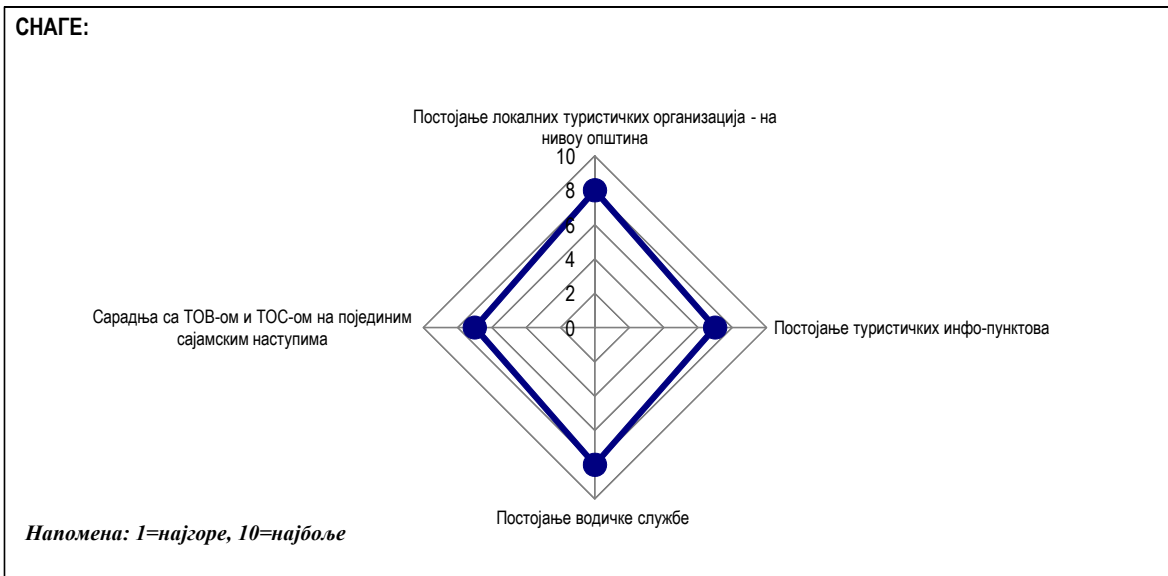 СНАГЕ:
Постојање локалних туристичких организација - на
нивоу општина
10
8
6
4
2
0
Сарадња са ТОВ-ом и ТОС-ом на појединим
сајамским наступима
Постојање туристичких инфо-пунктова
Постојање водичке службе
Напомена: 1=најгоре, 10=најбоље